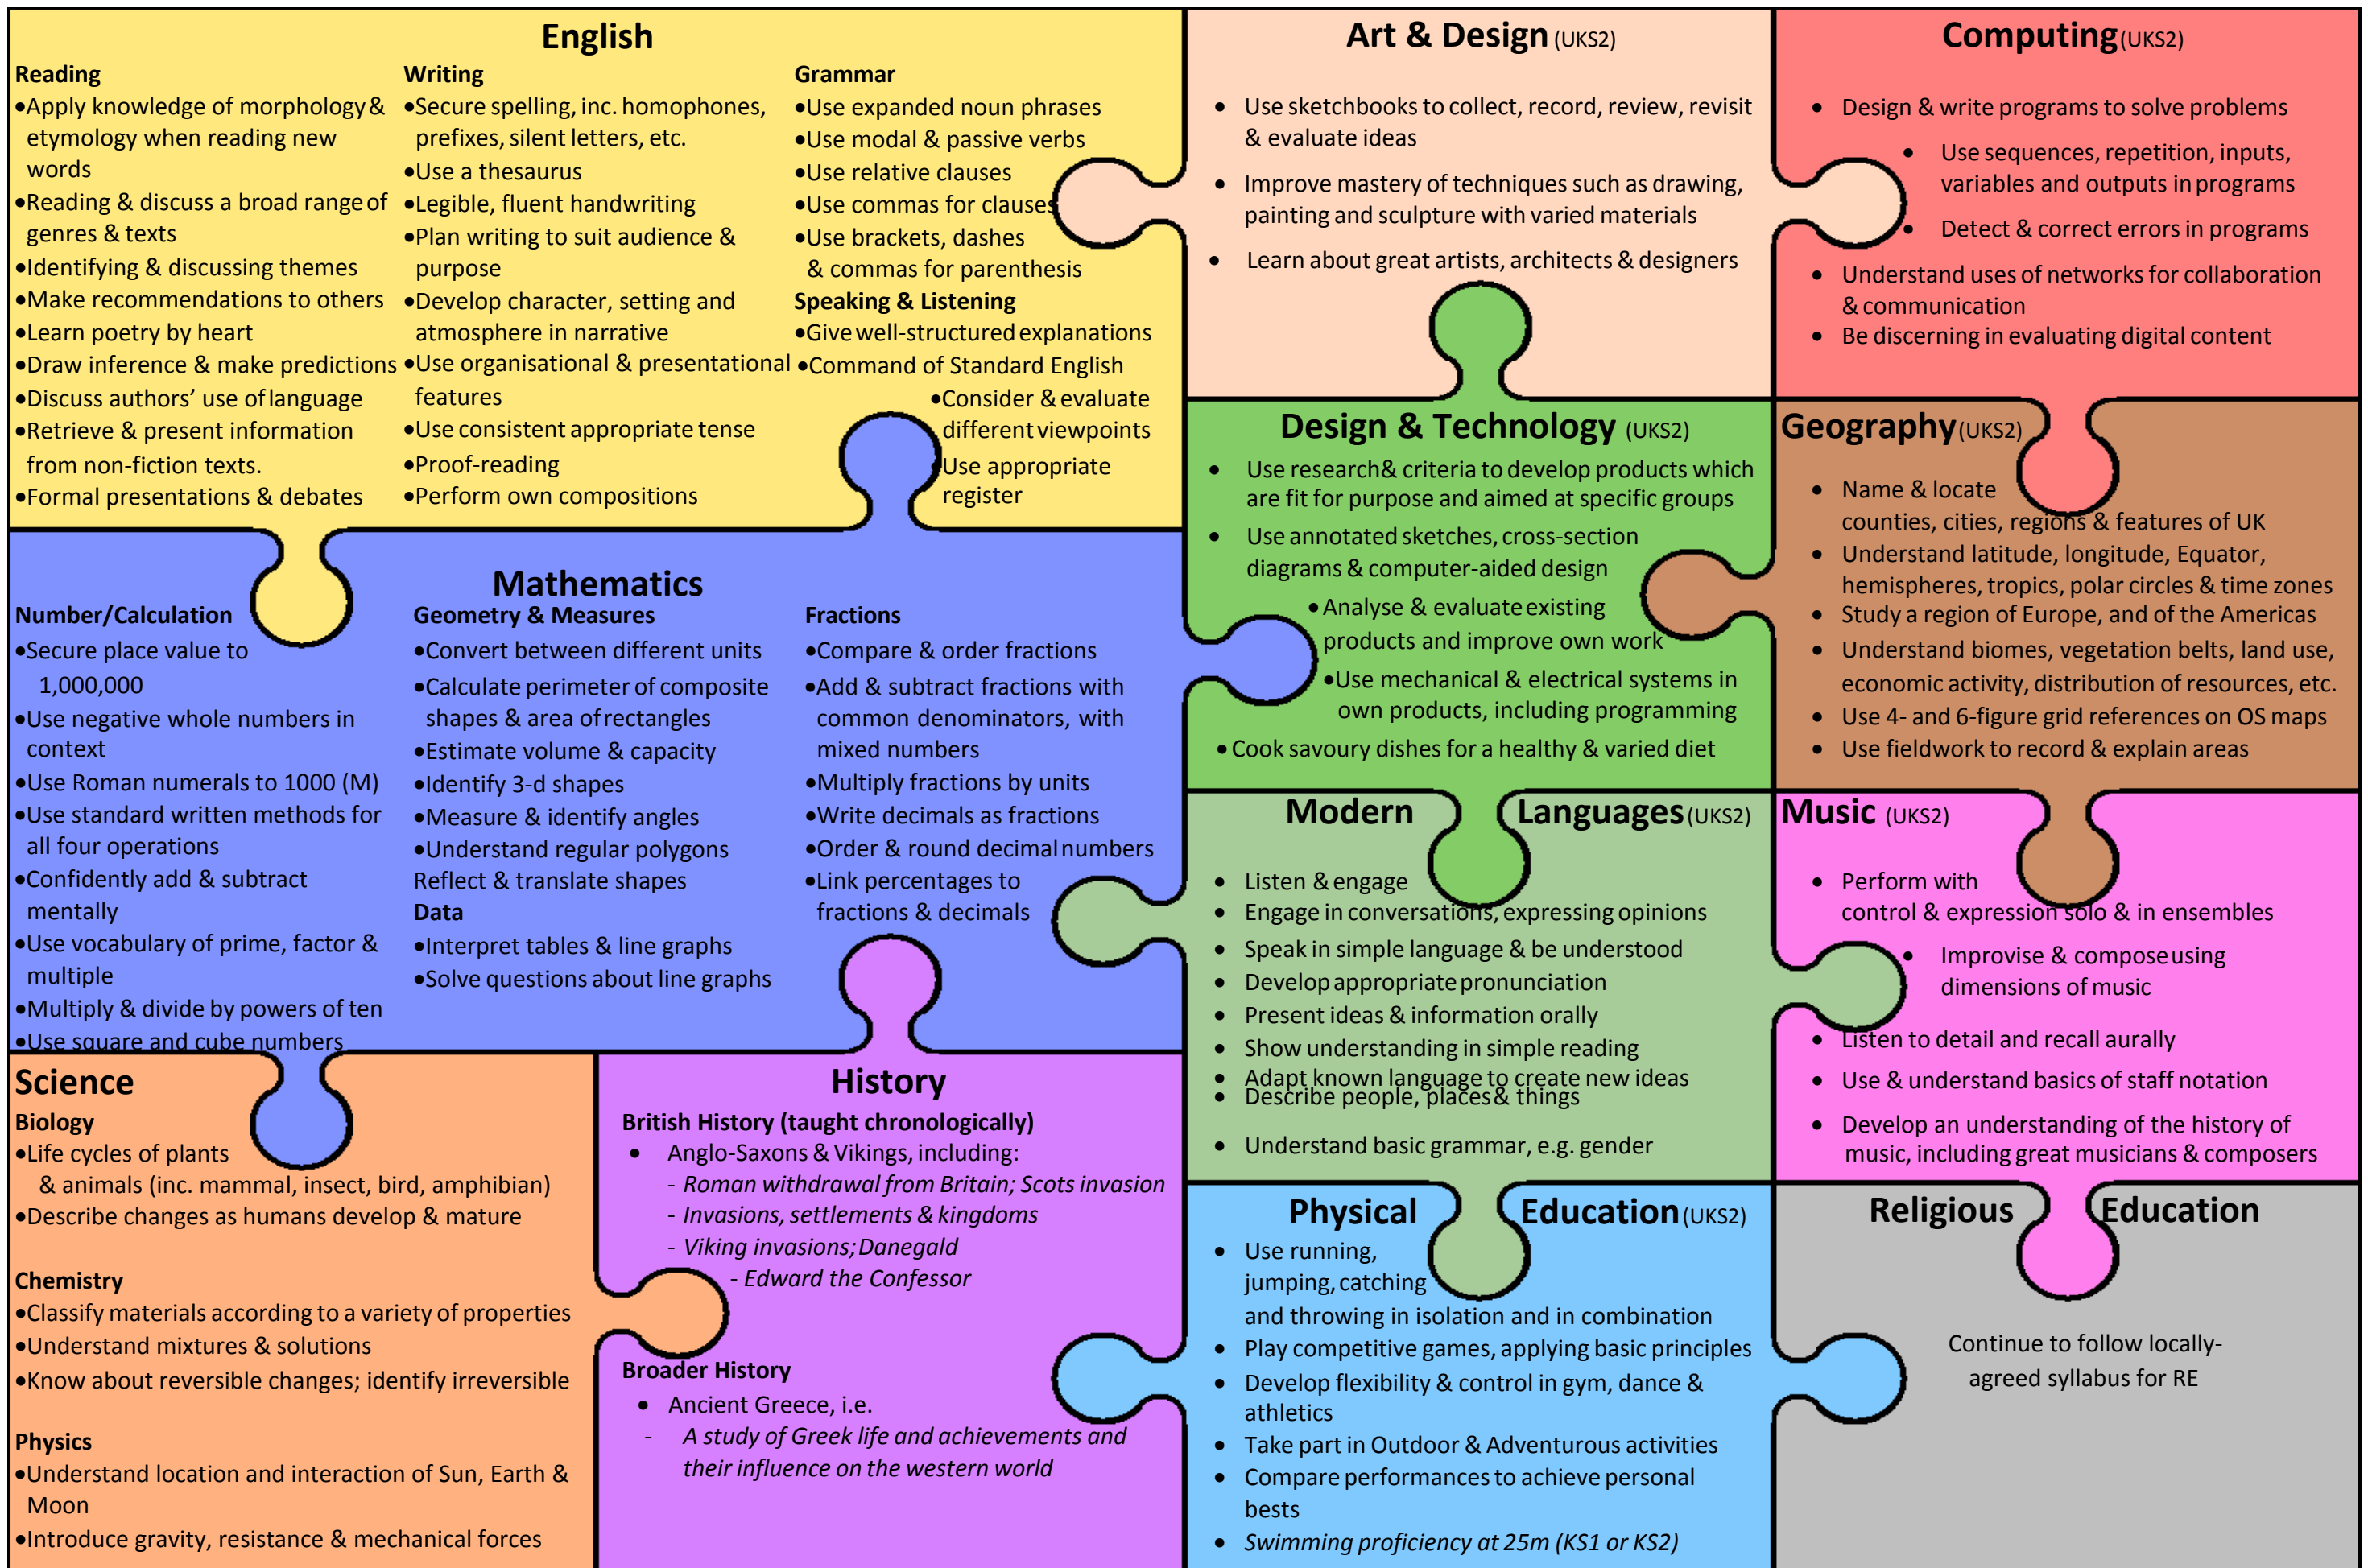 English
Reading
•Apply knowledge of morphology &
etymology when reading new
words
•Reading & discuss a broad range of
genres & texts
•Identifying & discussing themes
•Make recommendations to others
•Learn poetry by heart
•Draw inference & make predictions
•Discuss authors’ use of language
•Retrieve & present information
from non-fiction texts.
•Formal presentations & debates
Writing
•Secure spelling, inc. homophones,
prefixes, silent letters, etc.
•Use a thesaurus
•Legible, fluent handwriting
•Plan writing to suit audience &
purpose
•Develop character, setting and
atmosphere in narrative
•Use organisational & presentational
features
•Use consistent appropriate tense
•Proof-reading
•Perform own compositions
Grammar
•Use expanded noun phrases
•Use modal & passive verbs
•Use relative clauses
•Use commas for clauses
•Use brackets, dashes
& commas for parenthesis
Speaking & Listening
•Give well-structured explanations
•Command of Standard English
•Consider & evaluate
different viewpoints
•Use appropriate
register
Art & Design (UKS2)
• Use sketchbooks to collect, record, review, revisit
& evaluate ideas
• Improve mastery of techniques such as drawing,
painting and sculpture with varied materials
• Learn about great artists, architects & designers
Computing (UKS2)
• Design & write programs to solve problems
• Use sequences, repetition, inputs,
variables and outputs in programs
• Detect & correct errors in programs
• Understand uses of networks for collaboration
& communication
• Be discerning in evaluating digital content
Design & Technology (UKS2)
• Use research& criteria to develop products which
are fit for purpose and aimed at specific groups
• Use annotated sketches, cross-section
diagrams & computer-aided design
• Analyse & evaluate existing
products and improve own work
•Use mechanical & electrical systems in
own products, including programming
• Cook savoury dishes for a healthy & varied diet
Geography (UKS2)
• Name & locate
counties, cities, regions & features of UK
• Understand latitude, longitude, Equator,
hemispheres, tropics, polar circles & time zones
• Study a region of Europe, and of the Americas
• Understand biomes, vegetation belts, land use,
economic activity, distribution of resources, etc.
• Use 4- and 6-figure grid references on OS maps
• Use fieldwork to record & explain areas
Mathematics
Number/Calculation
•Secure place value to
1,000,000
•Use negative whole numbers in
context
•Use Roman numerals to 1000 (M)
•Use standard written methods for
all four operations
•Confidently add & subtract
mentally
•Use vocabulary of prime, factor &
multiple
•Multiply & divide by powers of ten
•Use square and cube numbers
Geometry & Measures
•Convert between different units
•Calculate perimeter of composite
shapes & area of rectangles
•Estimate volume & capacity
•Identify 3-d shapes
•Measure & identify angles
•Understand regular polygons
Reflect & translate shapes
Data
•Interpret tables & line graphs
•Solve questions about line graphs
Fractions
•Compare & order fractions
•Add & subtract fractions with
common denominators, with
mixed numbers
•Multiply fractions by units
•Write decimals as fractions
•Order & round decimal numbers
•Link percentages to
fractions & decimals
Modern Languages (UKS2)
• Listen & engage
• Engage in conversations, expressing opinions
• Speak in simple language & be understood
• Develop appropriate pronunciation
• Present ideas & information orally
• Show understanding in simple reading
• Adapt known language to create new ideas
• Describe people, places & things
• Understand basic grammar, e.g. gender
Music (UKS2)
• Perform with
control & expression solo & in ensembles
• Improvise & compose using
dimensions of music
• Listen to detail and recall aurally
• Use & understand basics of staff notation
• Develop an understanding of the history of
music, including great musicians & composers
Science
Biology
•Life cycles of plants
& animals (inc. mammal, insect, bird, amphibian)
•Describe changes as humans develop & mature
Chemistry
•Classify materials according to a variety of properties
•Understand mixtures & solutions
•Know about reversible changes; identify irreversible
Physics
•Understand location and interaction of Sun, Earth &
Moon
•Introduce gravity, resistance & mechanical forces
History
British History (taught chronologically)
• Anglo-Saxons & Vikings, including:
- Roman withdrawal from Britain; Scots invasion
- Invasions, settlements & kingdoms
- Viking invasions; Danegald
- Edward the Confessor
Broader History
• Ancient Greece, i.e.
- A study of Greek life and achievements and
their influence on the western world
Physical Education (UKS2)
• Use running,
jumping, catching
and throwing in isolation and in combination
• Play competitive games, applying basic principles
• Develop flexibility & control in gym, dance &
athletics
• Take part in Outdoor & Adventurous activities
• Compare performances to achieve personal
bests
• Swimming proficiency at 25m (KS1 or KS2)
Religious Education
Continue to follow locally-
agreed syllabus for RE